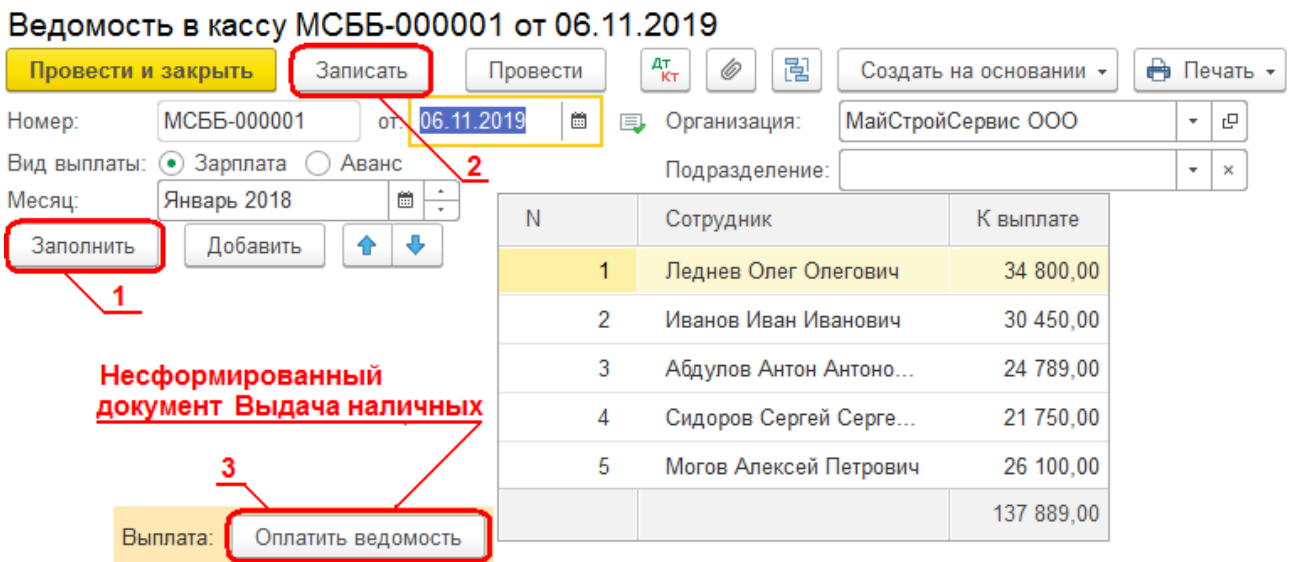 Ведомость в кассу МСББ-000001 от 06.11.2019
Провести и закрыть Записать Провести Дт Кт Создать на основании Печать
Номер: МСББ-000001 от: 06.11.2019 Организация: МайСтройСервис ООО
Вид выплаты: Зарплата Аванс 2 Подразделение:
Месяц: Январь 2018
Заполнить Добавить
1
N Сотрудник К выплате
1 Леднев Олег Олегович 34 800,00
2 Иванов Иван Иванович 30 450,00
3 Абдулов Антон Антоно... 24 789,00
4 Сидоров Сергей Серге... 21 750,00
5 Могов Алексей Петрович 26 100,00
137 889,00
Несформированный
документ Выдача наличных
3
Выплата: Оплатить ведомость